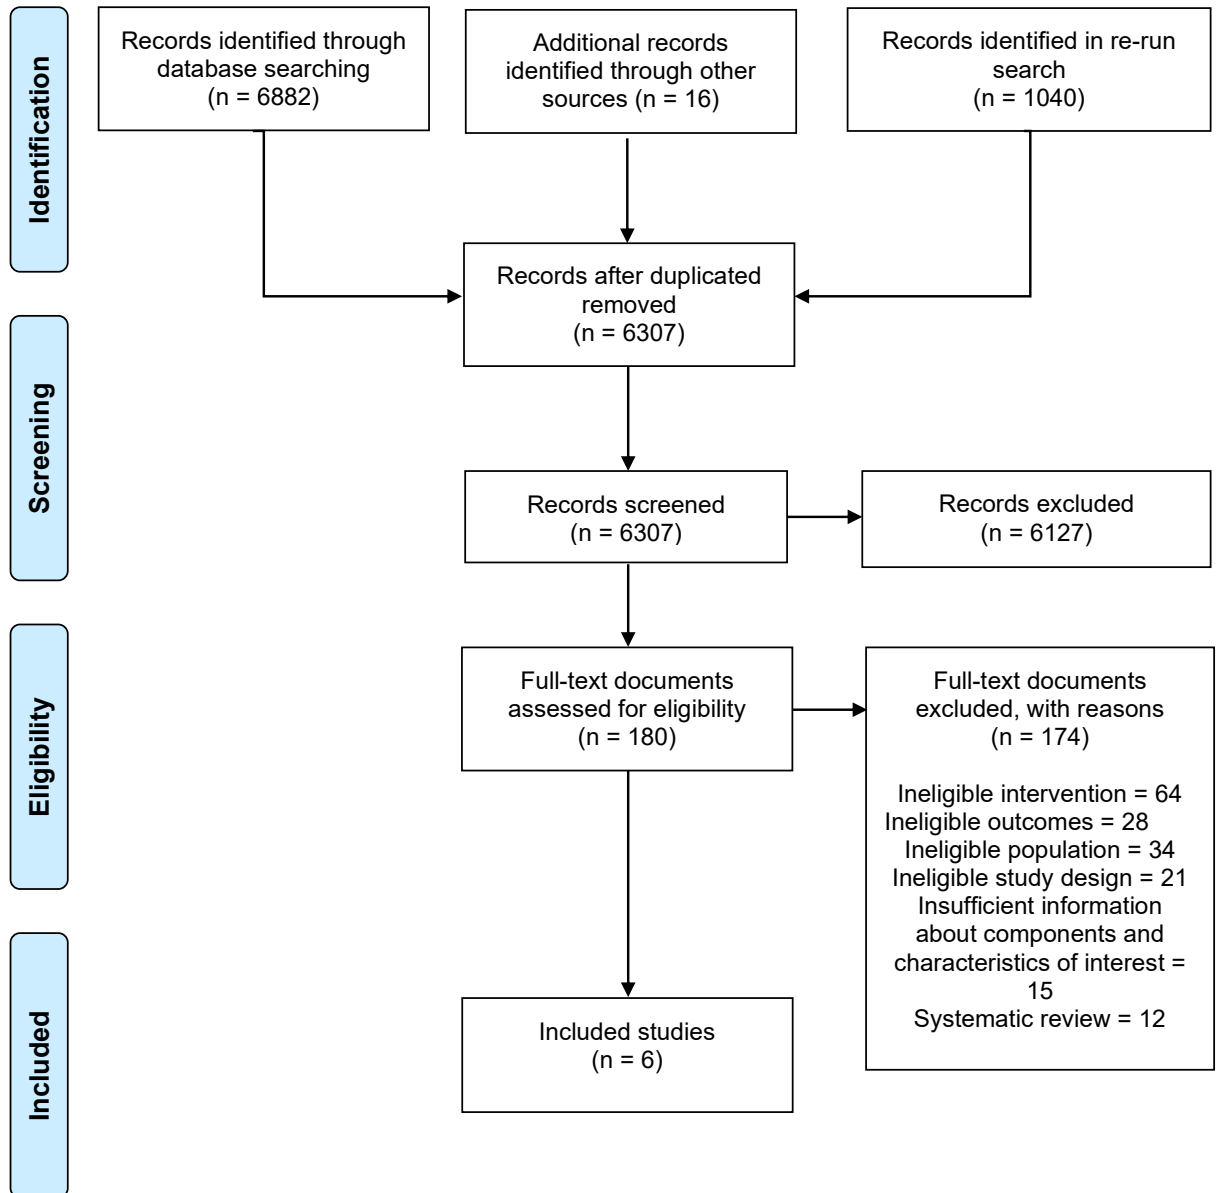 Identification
Records identified through
database searching
(n = 6882)
Additional records
identified through other
sources (n = 16)
Records identified in re-run
search
(n = 1040)
Records after duplicated
removed
(n = 6307)
Screening
Records screened
(n = 6307)
Records excluded
(n = 6127)
Eligibility
Full-text documents
assessed for eligibility
(n = 180)
Full-text documents
excluded, with reasons
(n = 174)
Ineligible intervention = 64
Ineligible outcomes = 28
Ineligible population = 34
Ineligible study design = 21
Insufficient information
about components and
characteristics of interest =
15
Systematic review = 12
Included
Included studies
(n = 6)